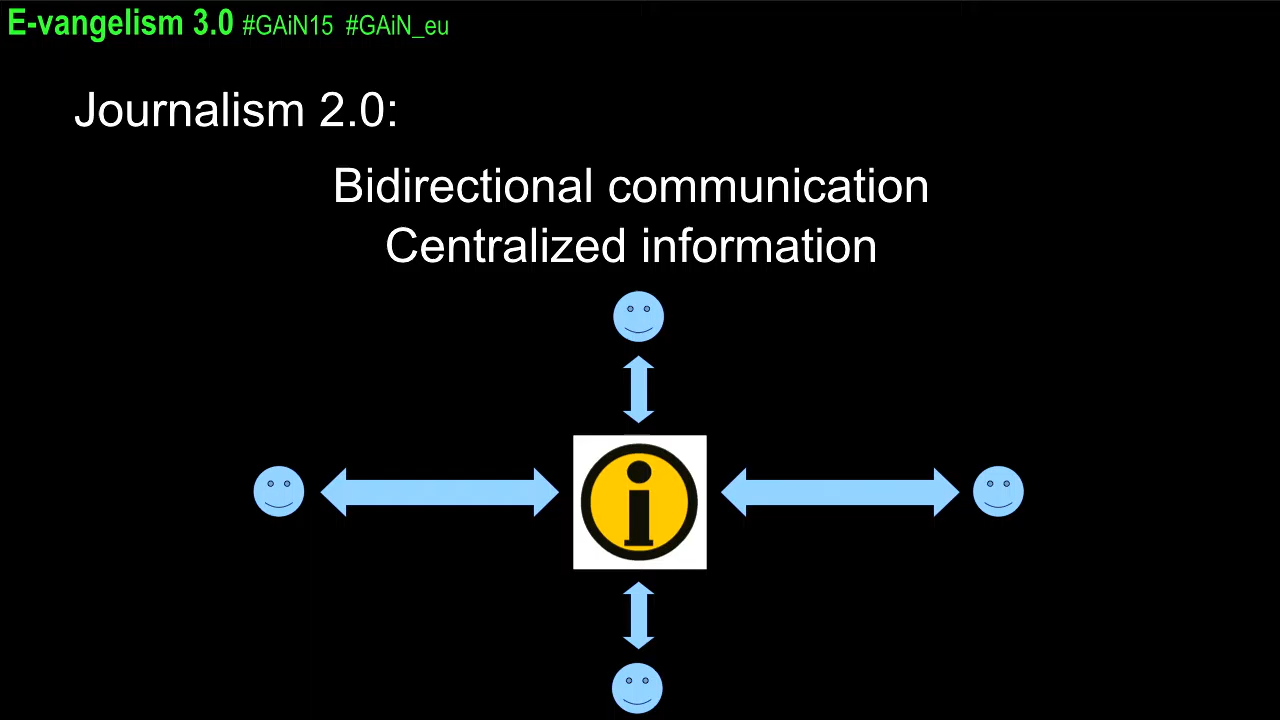 E-vangelism 3.0 #GAiN15 #GAiN_eu
Journalism 2.0:
Bidirectional communication
Centralized information
i